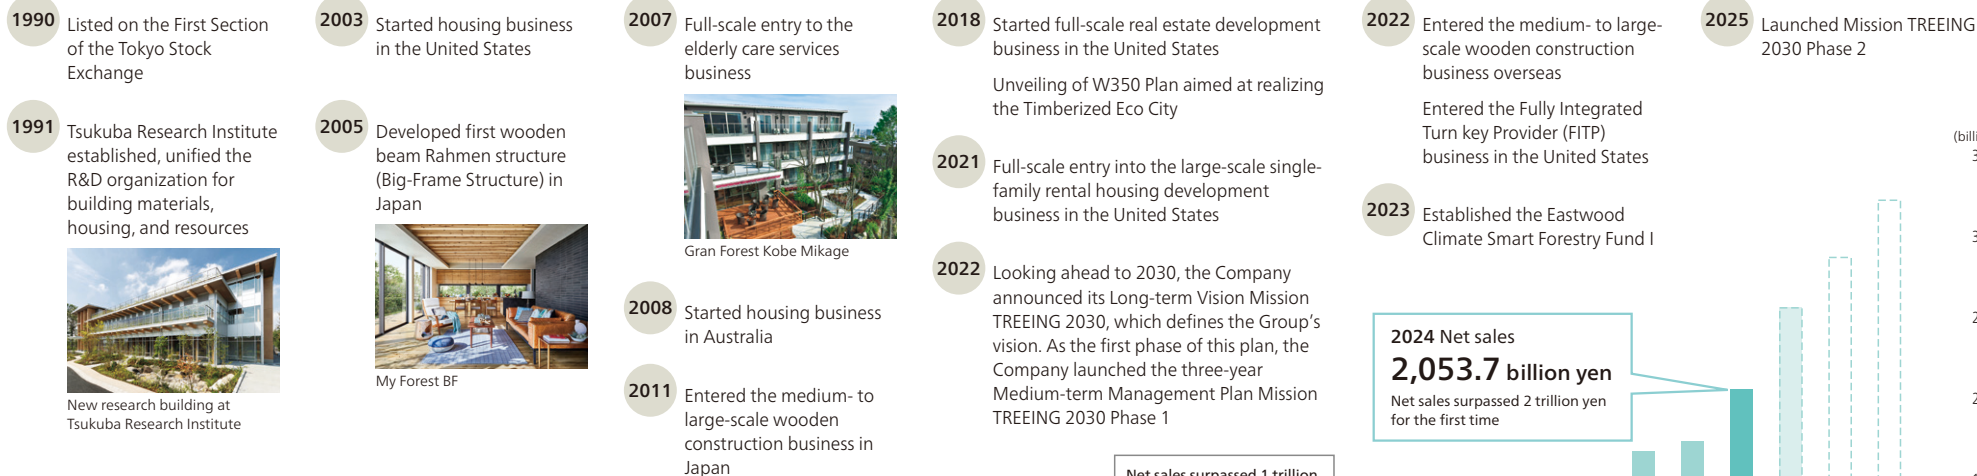 1990
Listed on the First Section
of the Tokyo Stock
Exchange
1991
Tsukuba Research Institute
established, unified the
R&D organization for
building materials,
housing, and resources
New research building at
Tsukuba Research Institute
2003
Started housing business
in the United States
2005
Developed first wooden
beam Rahmen structure
(Big-Frame Structure) in
Japan
My Forest BF
2007
Full-scale entry to the
elderly care services
business
Gran Forest Kobe Mikage
2008
Started housing business
in Australia
2011
Entered the medium- to
large-scale wooden
construction business in
Japan
2018
Started full-scale real estate development
business in the United States
Unveiling of W350 Plan aimed at realizing
the Timberized Eco City
2021
Full-scale entry into the large-scale single-
family rental housing development
business in the United States
2022
Looking ahead to 2030, the Company
announced its Long-term Vision Mission
TREEING 2030, which defines the Group’s
vision. As the first phase of this plan, the
Company launched the three-year
Medium-term Management Plan Mission
TREEING 2030 Phase 1
Net sales surpassed 1 trillion
2022
Entered the medium- to large-
scale wooden construction
business overseas
Entered the Fully Integrated
Turn key Provider (FITP)
business in the United States
2023
Established the Eastwood
Climate Smart Forestry Fund I
2024 Net sales
2,053.7 billion yen
Net sales surpassed 2 trillion yen
for the first time
2025
Launched Mission TREEING
2030 Phase 2